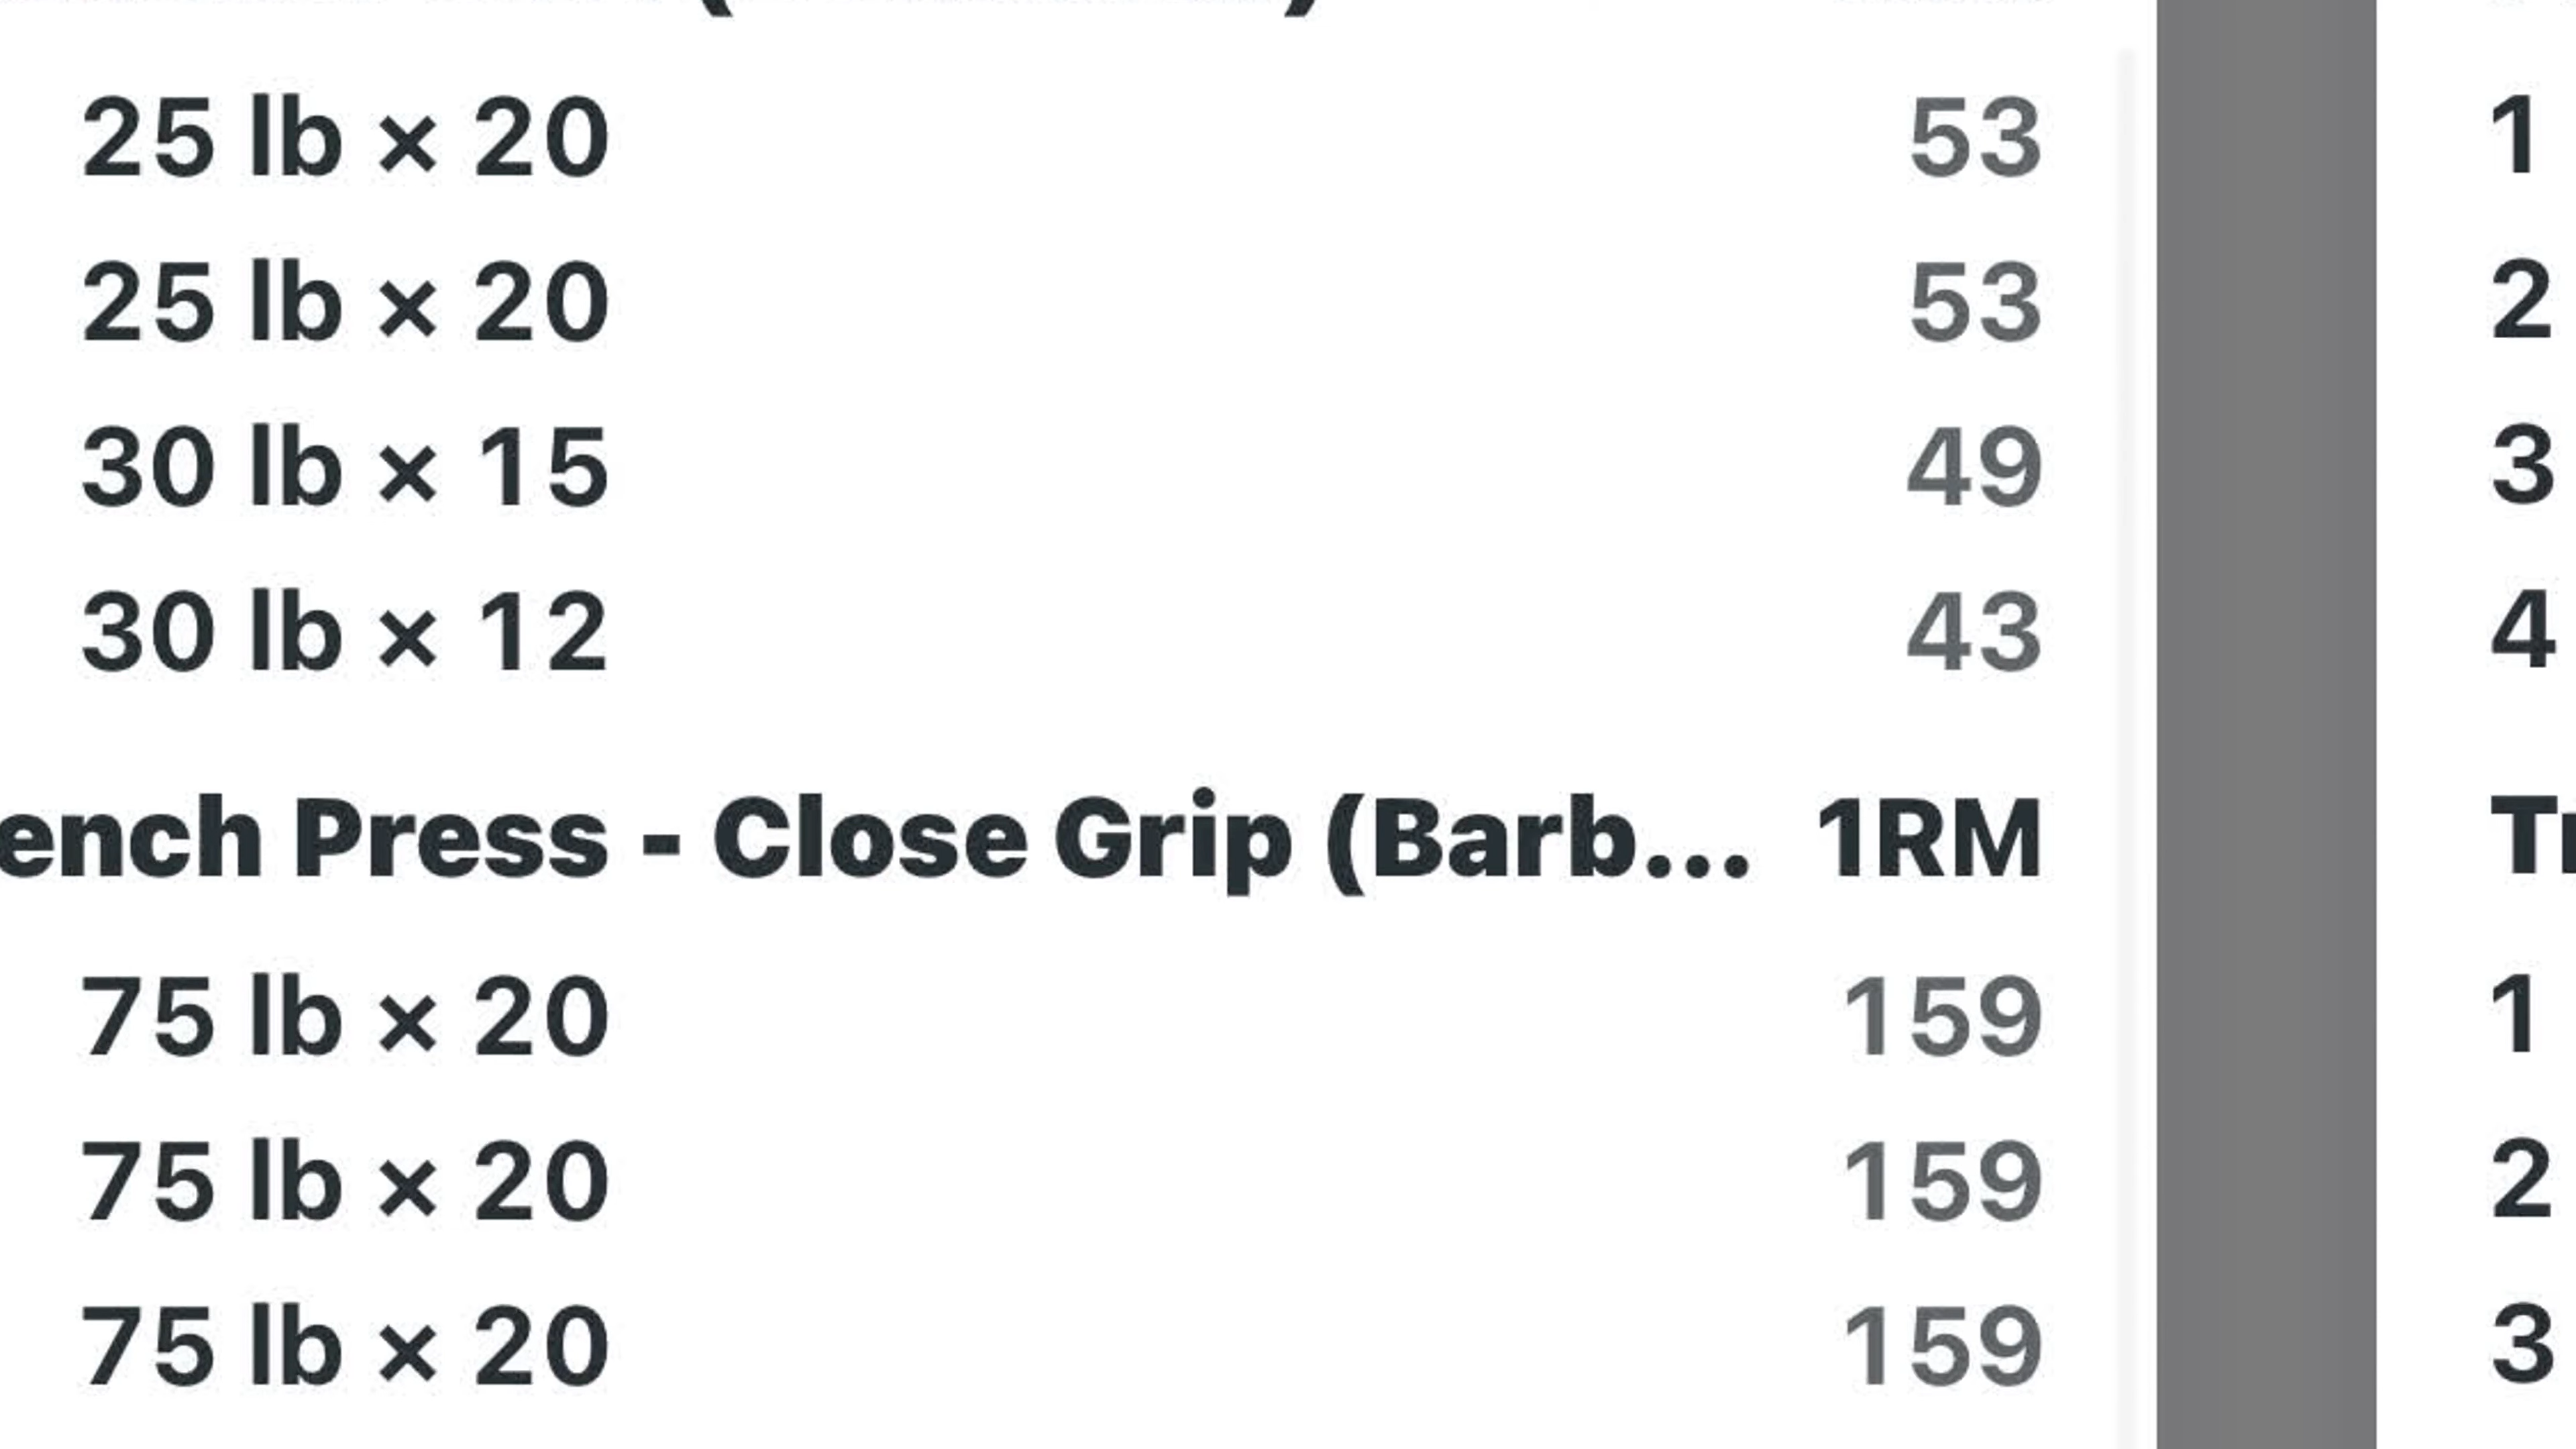 25 lb × 20 53
25 lb × 20 53
30 lb × 15 49
30 lb × 12 43
ench Press - Close Grip (Barb... 1RM
75 lb × 20 159
75 lb × 20 159
75 lb × 20 159
1
2
3
4
Tr
1
2
3